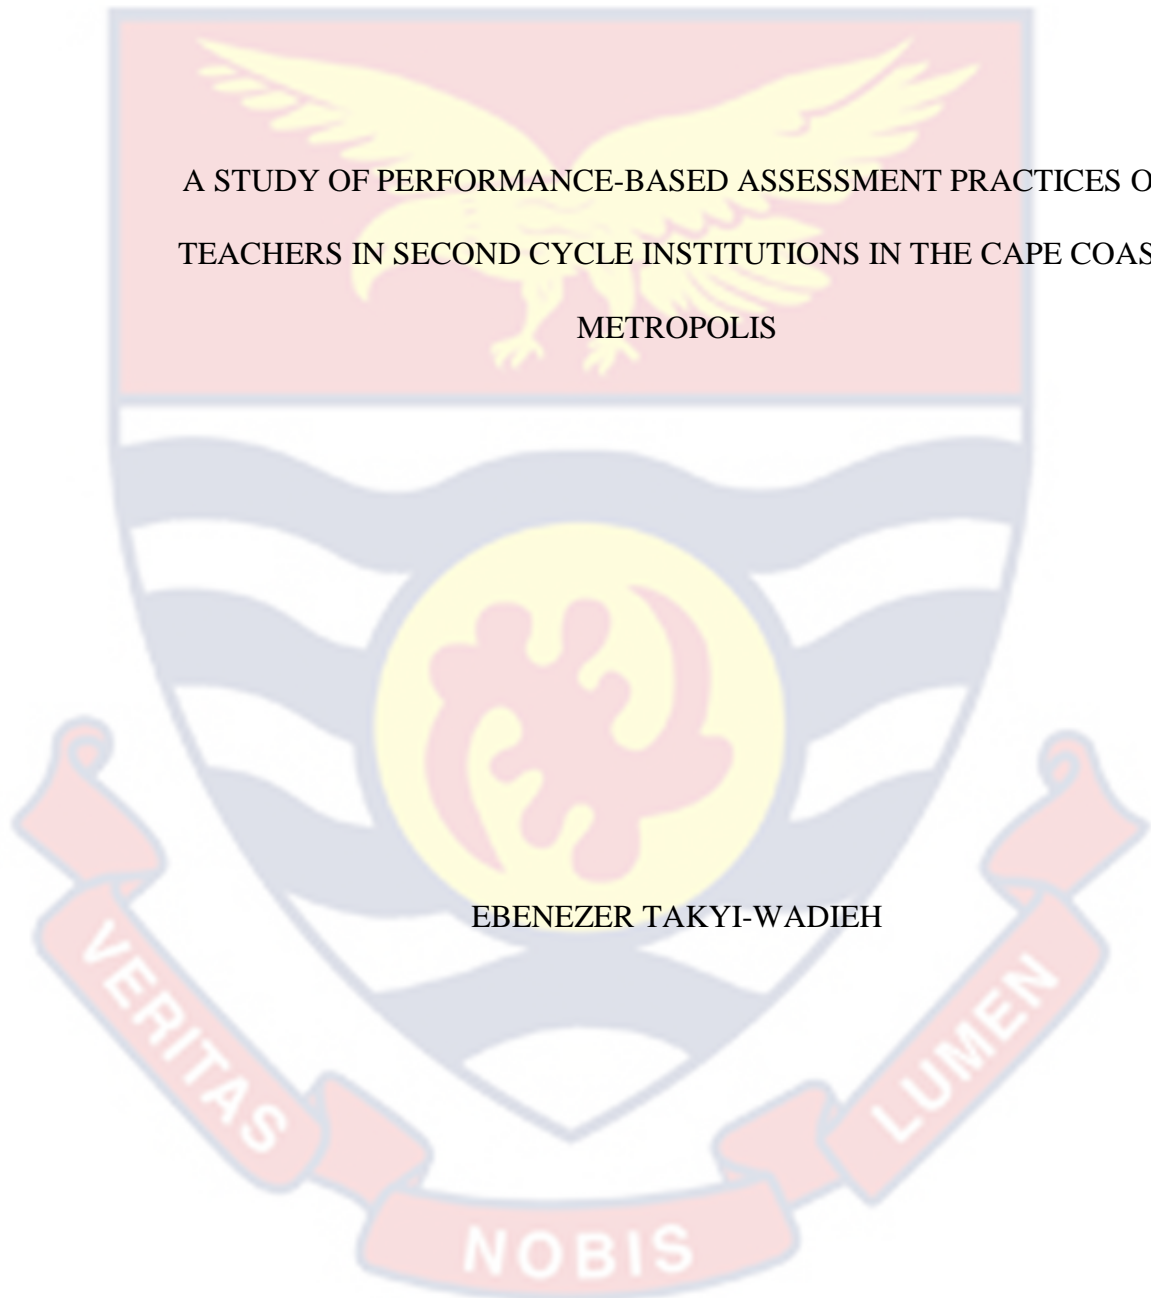 A STUDY OF PERFORMANCE-BASED ASSESSMENT PRACTICES O
TEACHERS IN SECOND CYCLE INSTITUTIONS IN THE CAPE COAS
METROPOLIS
EBENEZER TAKYI-WADIEH
VERITAS
NOBIS
LUMEN